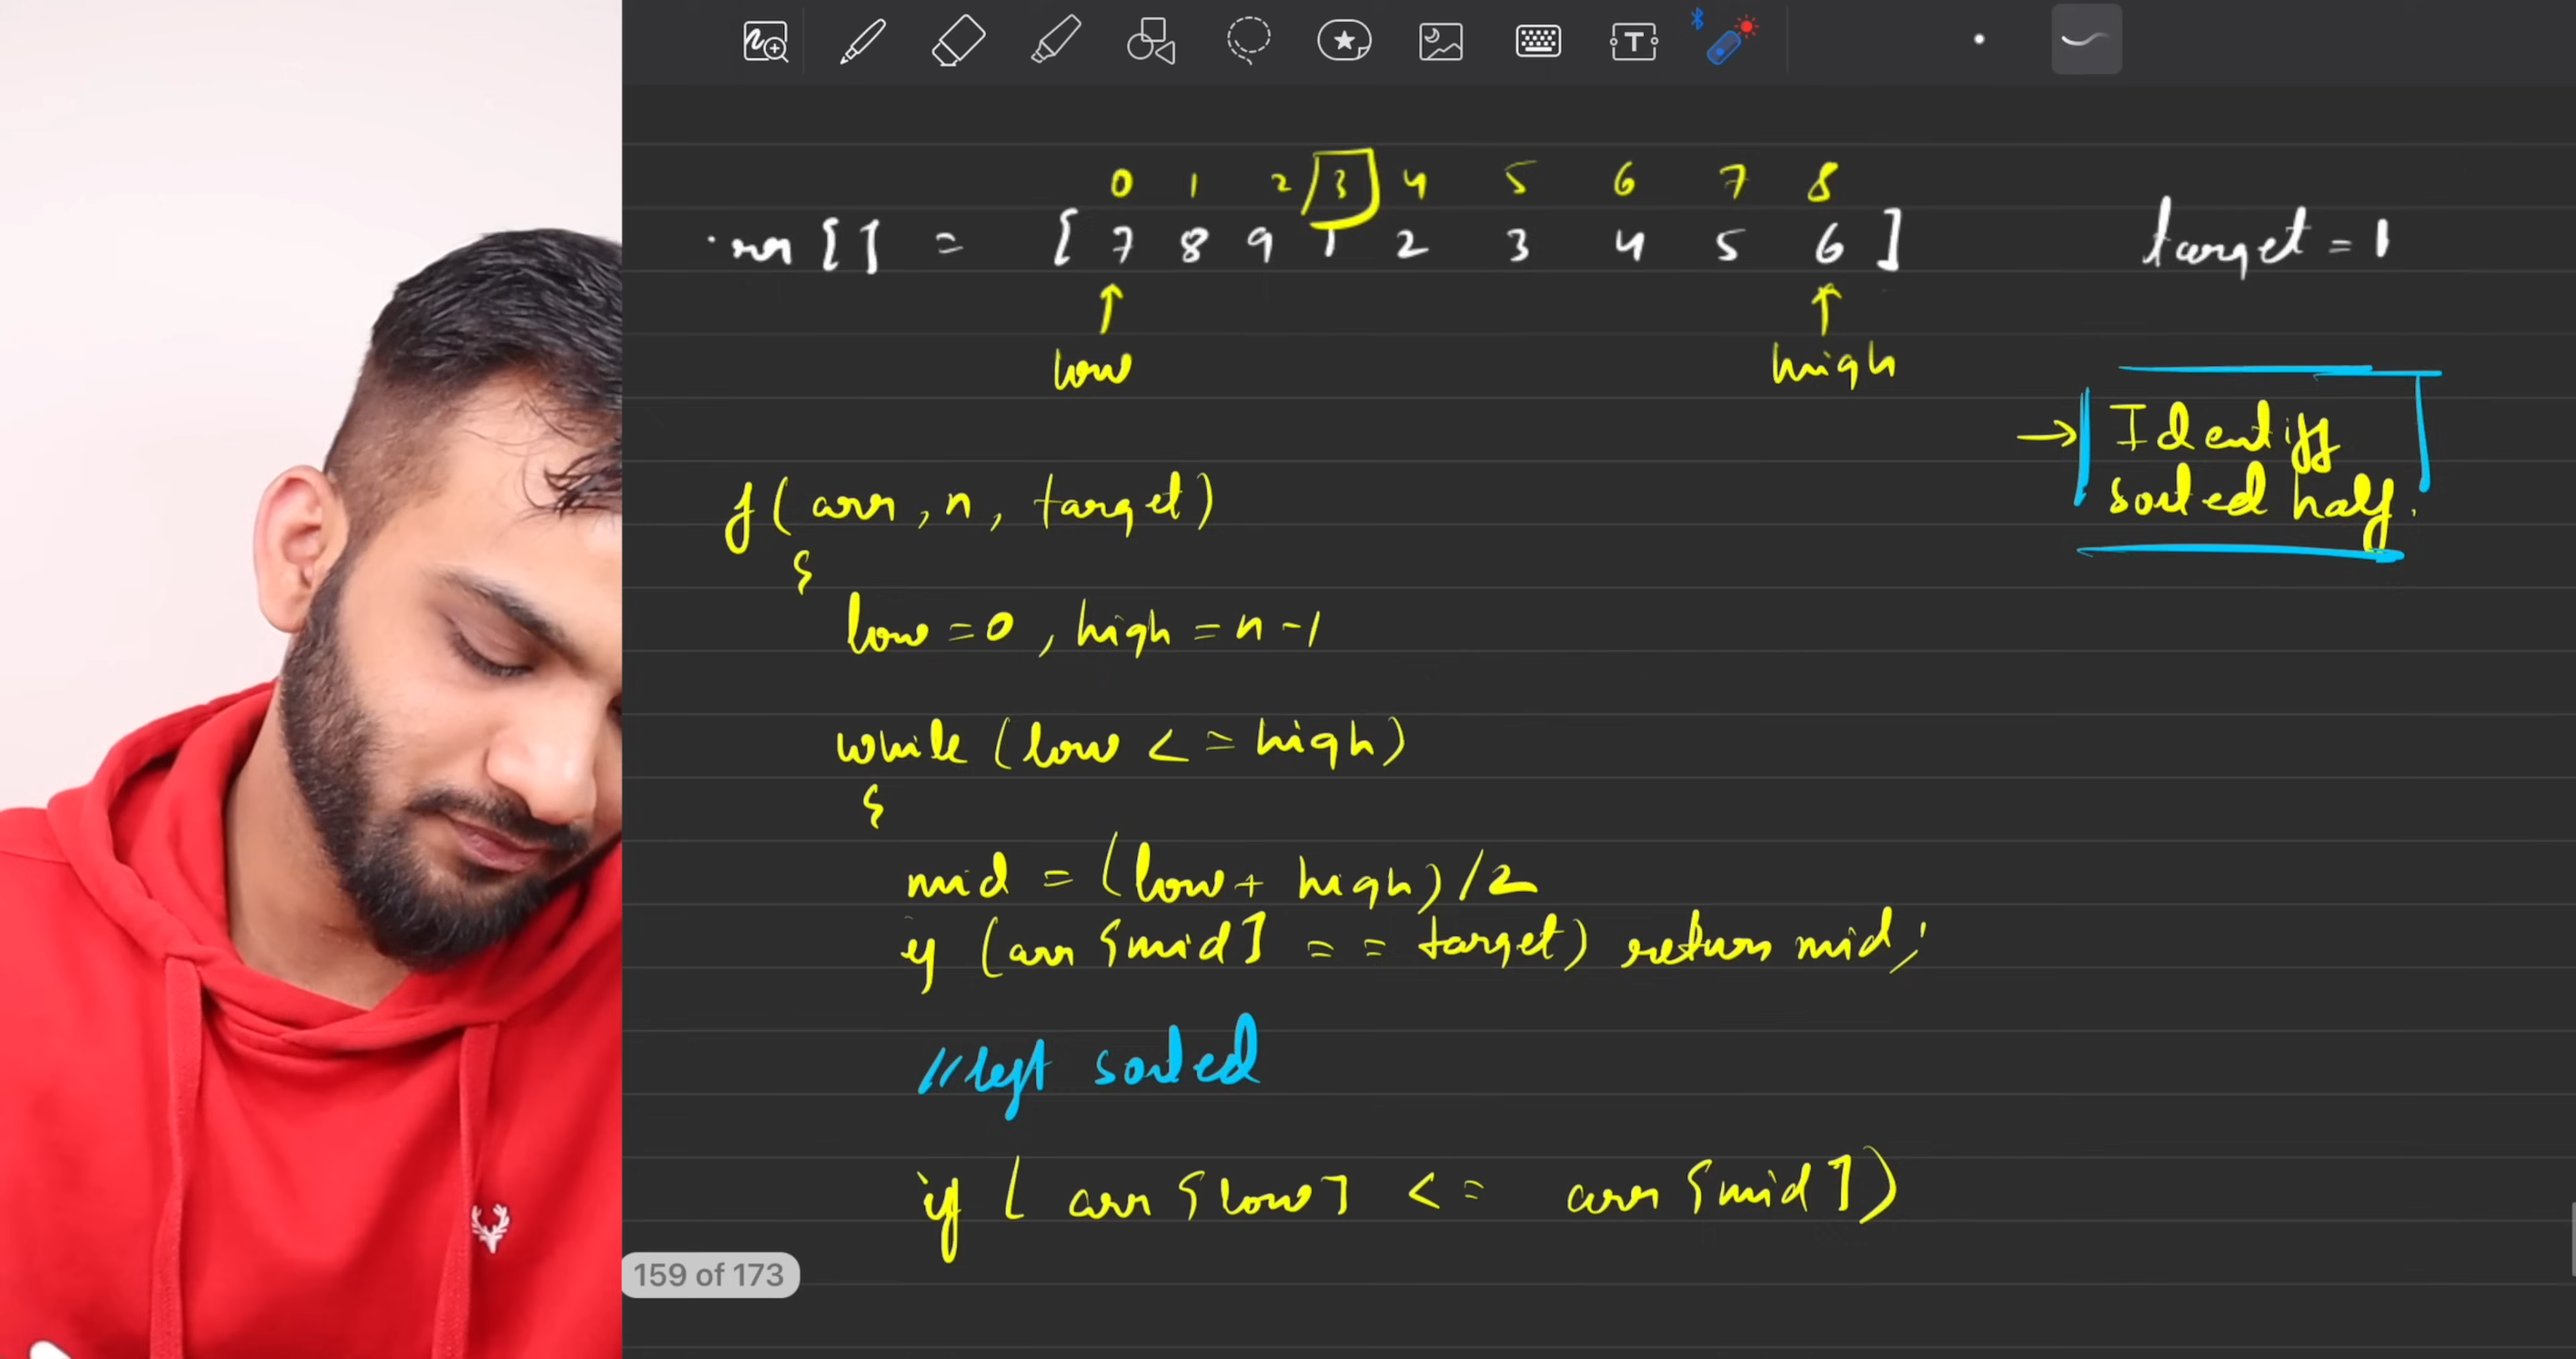 0 1 2 3 4 5 6 7 8
arr [ ] = [ 7 8 9 1 2 3 4 5 6 ] target = 1
low high
→ Identify
sorted half.
f ( arr , n , target )
{
low = 0 , high = n - 1
while ( low < = high )
{
mid = ( low + high ) / 2
if ( arr [mid] = = target ) return mid ;
// left sorted
if ( arr [low] < = arr [mid] )
159 of 173